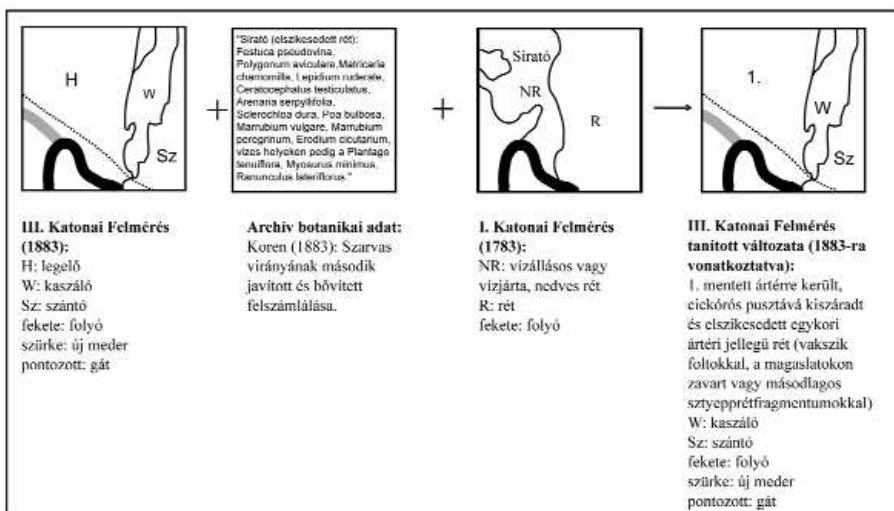 H
W
Sz
+
"Sirató (elszikesedett rét):
Festuca pseudovina,
Polygonum aviculare,Matricaria
chamomilla, Lepidium ruderale,
Ceratocephalus testiculatus,
Arenaria serpyllifolia,
Sclerochloa dura, Poa bulbosa,
Marrubium vulgare, Marrubium
peregrinum, Erodium cicutarium,
vizes helyeken pedig a Plantago
tenuiflora, Myosurus minimus,
Ranunculus lateriflorus."
+
Sirató
NR
R
1.
W
Sz
III. Katonai Felmérés
(1883):
H: legelő
W: kaszáló
Sz: szántó
fekete: folyó
szürke: új meder
pontozott: gát
Archív botanikai adat:
Koren (1883): Szarvas
virányának második
javított és bővített
felszámlálása.
I. Katonai Felmérés
(1783):
NR: vízállásos vagy
vízjárta, nedves rét
R: rét
fekete: folyó
III. Katonai Felmérés
tanított változata (1883-ra
vonatkoztatva):
1. mentett ártérre került,
cickórós pusztává kiszáradt
és elszikesedett egykori
ártéri jellegű rét (vakszik
foltokkal, a magaslatokon
zavart vagy másodlagos
sztyepprétfragmentumokkal)
W: kaszáló
Sz: szántó
fekete: folyó
szürke: új meder
pontozott: gát